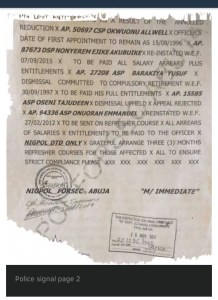 REDUCTION X AP. 50697 CSP OKWUONU ALLWELL X OFFICER
DATE OF FIRST APPOINTMENT TO REMAIN AS 15/08/1996 X AP.
87673 DSP NONYEREM EZIKE RE-INSTATED W.E.F.
07/09/2015 X TO BE PAID ALL SALARY AREARS PLUS
ENTITLEMENTS X AP. 27208 ASP BARAKTYA YUSUF X
DISMISSAL COMMITTED TO COMPULSORY RETIREMENT W.E.F.
30/09/1997 X TO BE PAID HIS FULL ENTITLEMENTS X AP. 15585
ASP OSENI TAJUDEEN X DISMISSAL UPHELD X APPEAL REJECTED
X AP. 94336 ASP ONUORAH EMMANUEL X REINSTATED W.E.F.
27/02/2013 X TO BE SENT ON REFRESHER COURSE X ALL ARREARS
OF SALARIES X ENTITLEMENTS TO BE PAID TO THE OFFICER X
NIGPOL DTD ONLY X GRATEFUL ARRANGE THREE (3) MONTHS
REFRESHER COURSES FOR THOSE AFFECTED X ALL TO ENSURE
STRICT COMPLIANCE PLEASE XXX XXX XXX XXX XXX
NIGPOL FORSEC ABUJA "M/ IMMEDIATE"
Police signal page 2